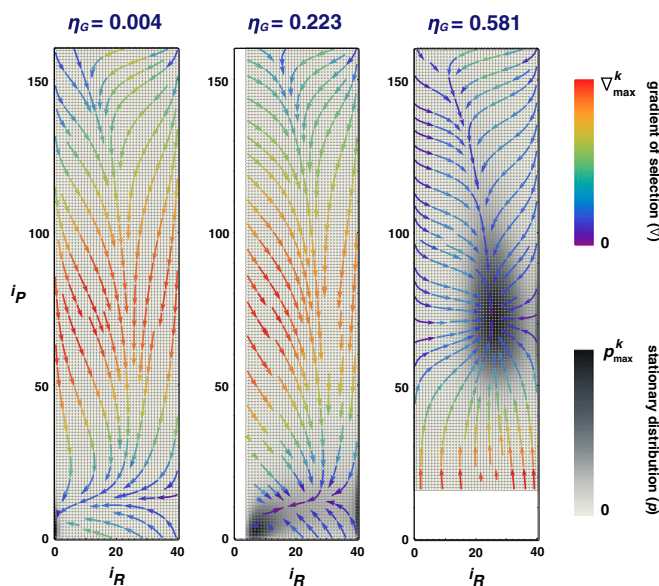 η_G = 0.004
η_G = 0.223
η_G = 0.581
150
100
50
0
i_P
0 20 40
i_R
150
100
50
0
0 20 40
i_R
150
100
50
0
0 20 40
i_R
∇^k_max
0
gradient of selection (∇)
p^k_max
0
stationary distribution (p)